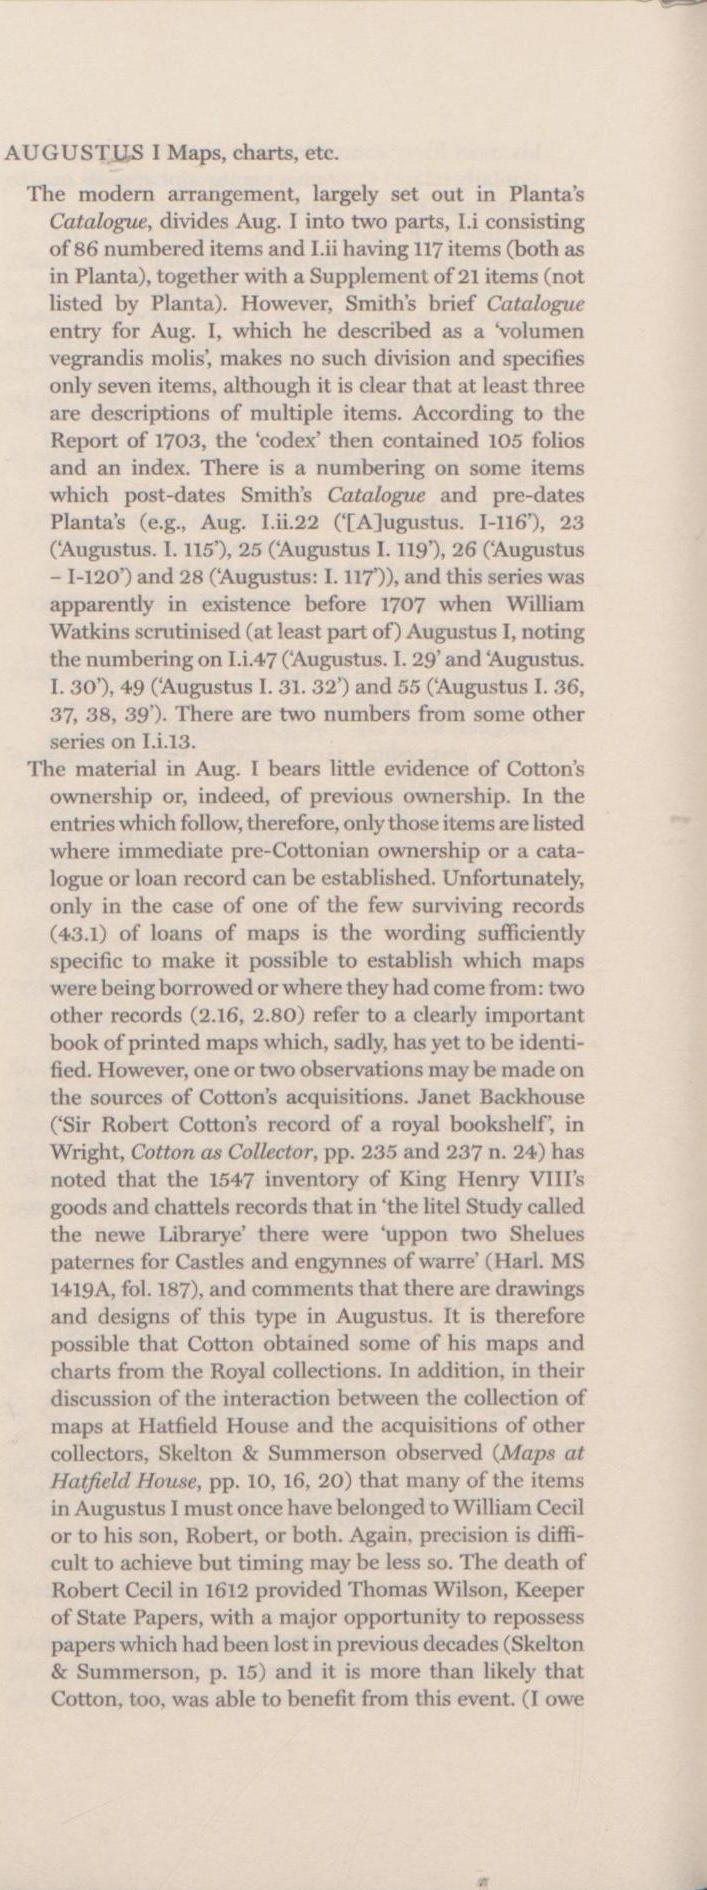 AUGUSTUS I Maps, charts, etc.
The modern arrangement, largely set out in Planta's
Catalogue, divides Aug. I into two parts, I.i consisting
of 86 numbered items and I.ii having 117 items (both as
in Planta), together with a Supplement of 21 items (not
listed by Planta). However, Smith's brief Catalogue
entry for Aug. I, which he described as a ‘volumen
vegrandis molis’, makes no such division and specifies
only seven items, although it is clear that at least three
are descriptions of multiple items. According to the
Report of 1703, the ‘codex’ then contained 105 folios
and an index. There is a numbering on some items
which post-dates Smith's Catalogue and pre-dates
Planta's (e.g., Aug. I.ii.22 (‘[A]ugustus. I-116’), 23
(‘Augustus. I. 115’), 25 (‘Augustus I. 119’), 26 (‘Augustus
– I-120’) and 28 (‘Augustus: I. 117’)), and this series was
apparently in existence before 1707 when William
Watkins scrutinised (at least part of) Augustus I, noting
the numbering on I.i.47 (‘Augustus. I. 29’ and ‘Augustus.
I. 30’), 49 (‘Augustus I. 31. 32’) and 55 (‘Augustus I. 36,
37, 38, 39’). There are two numbers from some other
series on I.i.13.
The material in Aug. I bears little evidence of Cotton's
ownership or, indeed, of previous ownership. In the
entries which follow, therefore, only those items are listed
where immediate pre-Cottonian ownership or a cata-
logue or loan record can be established. Unfortunately,
only in the case of one of the few surviving records
(43.1) of loans of maps is the wording sufficiently
specific to make it possible to establish which maps
were being borrowed or where they had come from: two
other records (2.16, 2.80) refer to a clearly important
book of printed maps which, sadly, has yet to be identi-
fied. However, one or two observations may be made on
the sources of Cotton's acquisitions. Janet Backhouse
(‘Sir Robert Cotton's record of a royal bookshelf’, in
Wright, Cotton as Collector, pp. 235 and 237 n. 24) has
noted that the 1547 inventory of King Henry VIII's
goods and chattels records that in ‘the litel Study called
the newe Librarye’ there were ‘uppon two Shelues
paternes for Castles and engynnes of warre’ (Harl. MS
1419A, fol. 187), and comments that there are drawings
and designs of this type in Augustus. It is therefore
possible that Cotton obtained some of his maps and
charts from the Royal collections. In addition, in their
discussion of the interaction between the collection of
maps at Hatfield House and the acquisitions of other
collectors, Skelton & Summerson observed (Maps at
Hatfield House, pp. 10, 16, 20) that many of the items
in Augustus I must once have belonged to William Cecil
or to his son, Robert, or both. Again, precision is diffi-
cult to achieve but timing may be less so. The death of
Robert Cecil in 1612 provided Thomas Wilson, Keeper
of State Papers, with a major opportunity to repossess
papers which had been lost in previous decades (Skelton
& Summerson, p. 15) and it is more than likely that
Cotton, too, was able to benefit from this event. (I owe